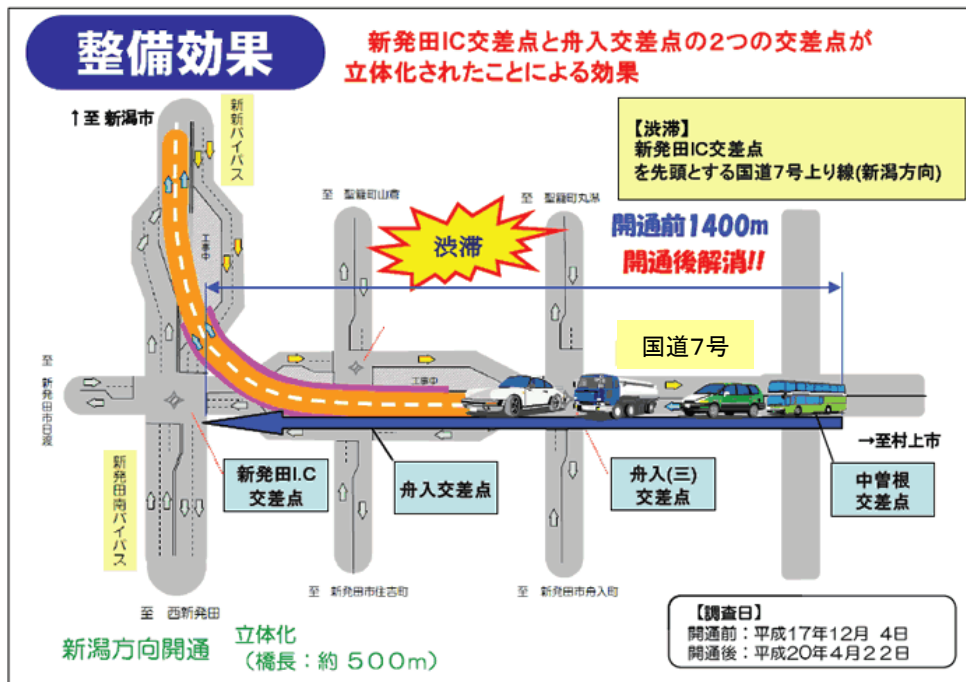 整備効果
新発田IC交差点と舟入交差点の2つの交差点が
立体化されたことによる効果
↑至 新潟市
新新バイパス
【渋滞】
新発田IC交差点
を先頭とする国道7号上り線(新潟方向)
至 聖籠町山倉
至 聖籠町丸潟
渋滞
開通前1400m
開通後解消!!
工事中
国道7号
工事中
至 新発田市日渡
→至村上市
新発田I.C
交差点
舟入交差点
舟入(三)
交差点
中曽根
交差点
新発田南バイパス
至 西新発田
至 新発田市住吉町
至 新発田市舟入町
新潟方向開通
立体化
(橋長:約 500m)
【調査日】
開通前:平成17年12月 4日
開通後:平成20年4月22日